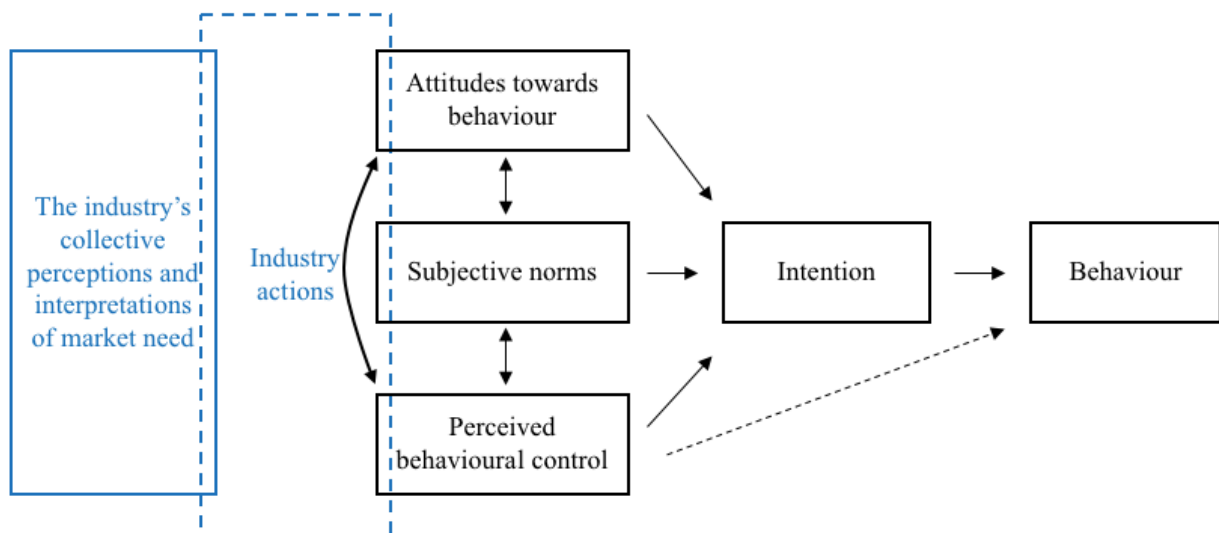 The industry’s
collective
perceptions and
interpretations
of market need
Industry
actions
Attitudes towards
behaviour
Subjective norms
Perceived
behavioural control
Intention
Behaviour